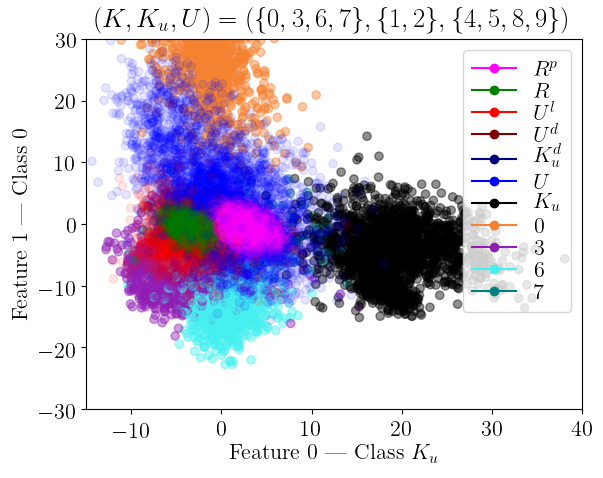 (K, K_u, U) = ({0, 3, 6, 7}, {1, 2}, {4, 5, 8, 9})
30
20
10
0
−10
−20
−30
Feature 1 — Class 0
R^p
R
U^l
U^d
K_u^d
U
K_u
0
3
6
7
−10
0
10
20
30
40
Feature 0 — Class K_u